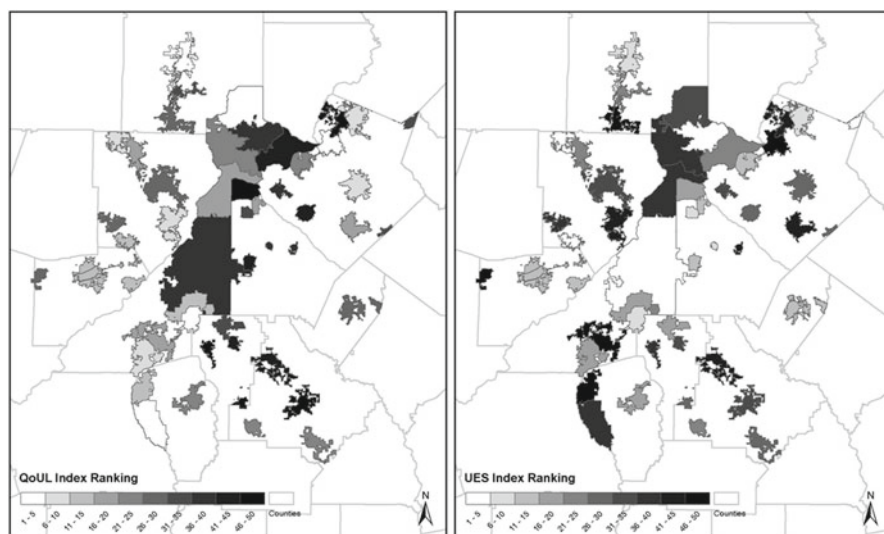 QoUL Index Ranking
1 - 5
6 - 10
11 - 15
16 - 20
21 - 25
26 - 30
31 - 35
36 - 40
41 - 45
46 - 50
Counties
N
UES Index Ranking
1 - 5
6 - 10
11 - 15
16 - 20
21 - 25
26 - 30
31 - 35
36 - 40
41 - 45
46 - 50
Counties
N